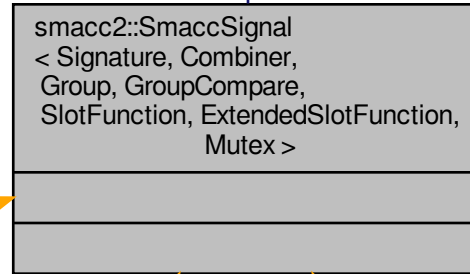 smacc2::SmaccSignal
< Signature, Combiner,
Group, GroupCompare,
SlotFunction, ExtendedSlotFunction,
Mutex >